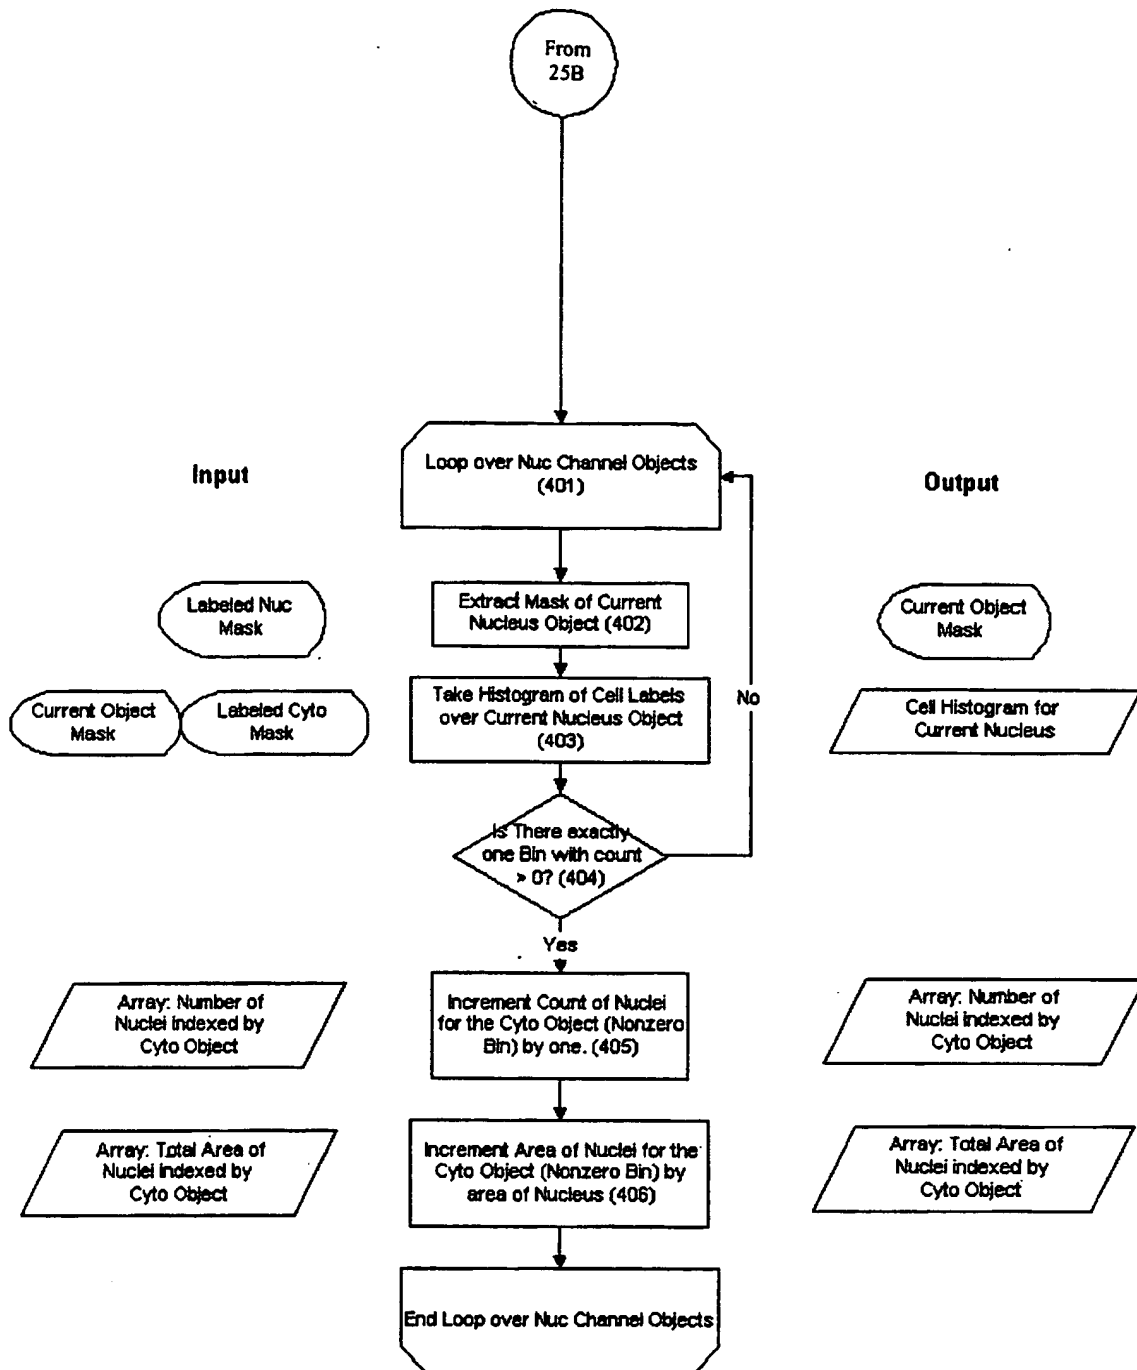 From
25B
Loop over Nuc Channel Objects
(401)
Input
Output
Labeled Nuc
Mask
Extract Mask of Current
Nucleus Object (402)
Current Object
Mask
Current Object
Mask
Labeled Cyto
Mask
Take Histogram of Cell Labels
over Current Nucleus Object
(403)
No
Cell Histogram for
Current Nucleus
Is There exactly
one Bin with count
> 0? (404)
Yes
Array: Number of
Nuclei indexed by
Cyto Object
Increment Count of Nuclei
for the Cyto Object (Nonzero
Bin) by one. (405)
Array: Number of
Nuclei indexed by
Cyto Object
Array: Total Area of
Nuclei indexed by
Cyto Object
Increment Area of Nuclei for the
Cyto Object (Nonzero Bin) by
area of Nucleus (406)
Array: Total Area of
Nuclei indexed by
Cyto Object
End Loop over Nuc Channel Objects